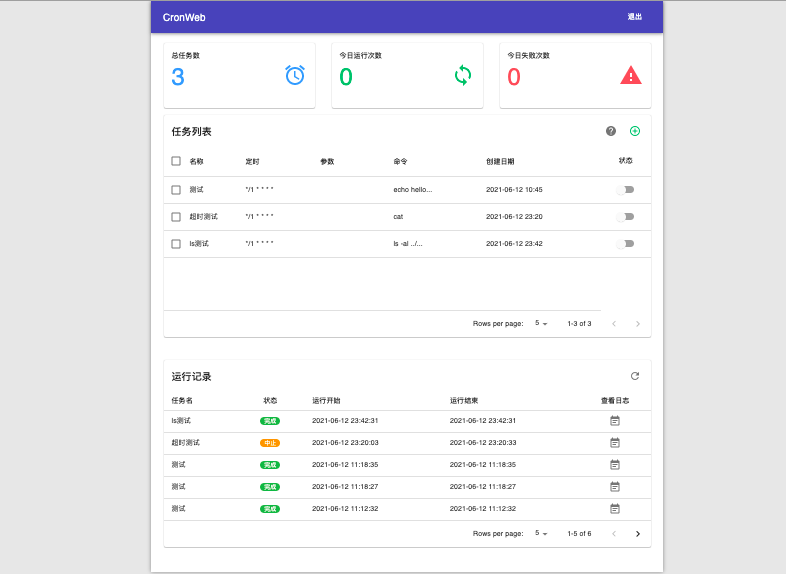 CronWeb 退出
总任务数 今日运行次数 今日失败次数
3 0 0
任务列表
名称 定时 参数 命令 创建日期 状态
测试 */1 * * * * echo hello... 2021-06-12 10:45
超时测试 */1 * * * * cat 2021-06-12 23:20
ls测试 */1 * * * * ls -al ../... 2021-06-12 23:42
Rows per page: 5 1-3 of 3
运行记录
任务名 状态 运行开始 运行结束 查看日志
ls测试 完成 2021-06-12 23:42:31 2021-06-12 23:42:31
超时测试 中止 2021-06-12 23:20:03 2021-06-12 23:20:33
测试 完成 2021-06-12 11:18:35 2021-06-12 11:18:35
测试 完成 2021-06-12 11:18:27 2021-06-12 11:18:27
测试 完成 2021-06-12 11:12:32 2021-06-12 11:12:32
Rows per page: 5 1-5 of 6